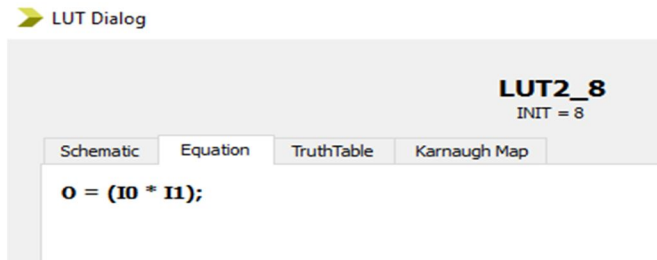 LUT Dialog
LUT2_8
INIT = 8
Schematic Equation TruthTable Karnaugh Map
O = (I0 * I1);